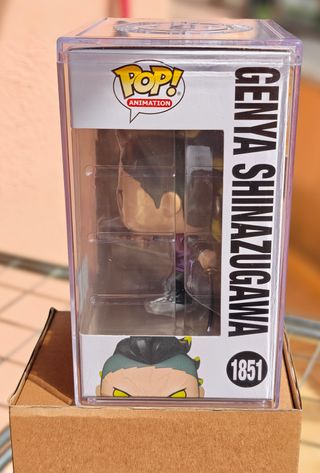 POP!
ANIMATION
GENYA SHINAZUGAWA
1851